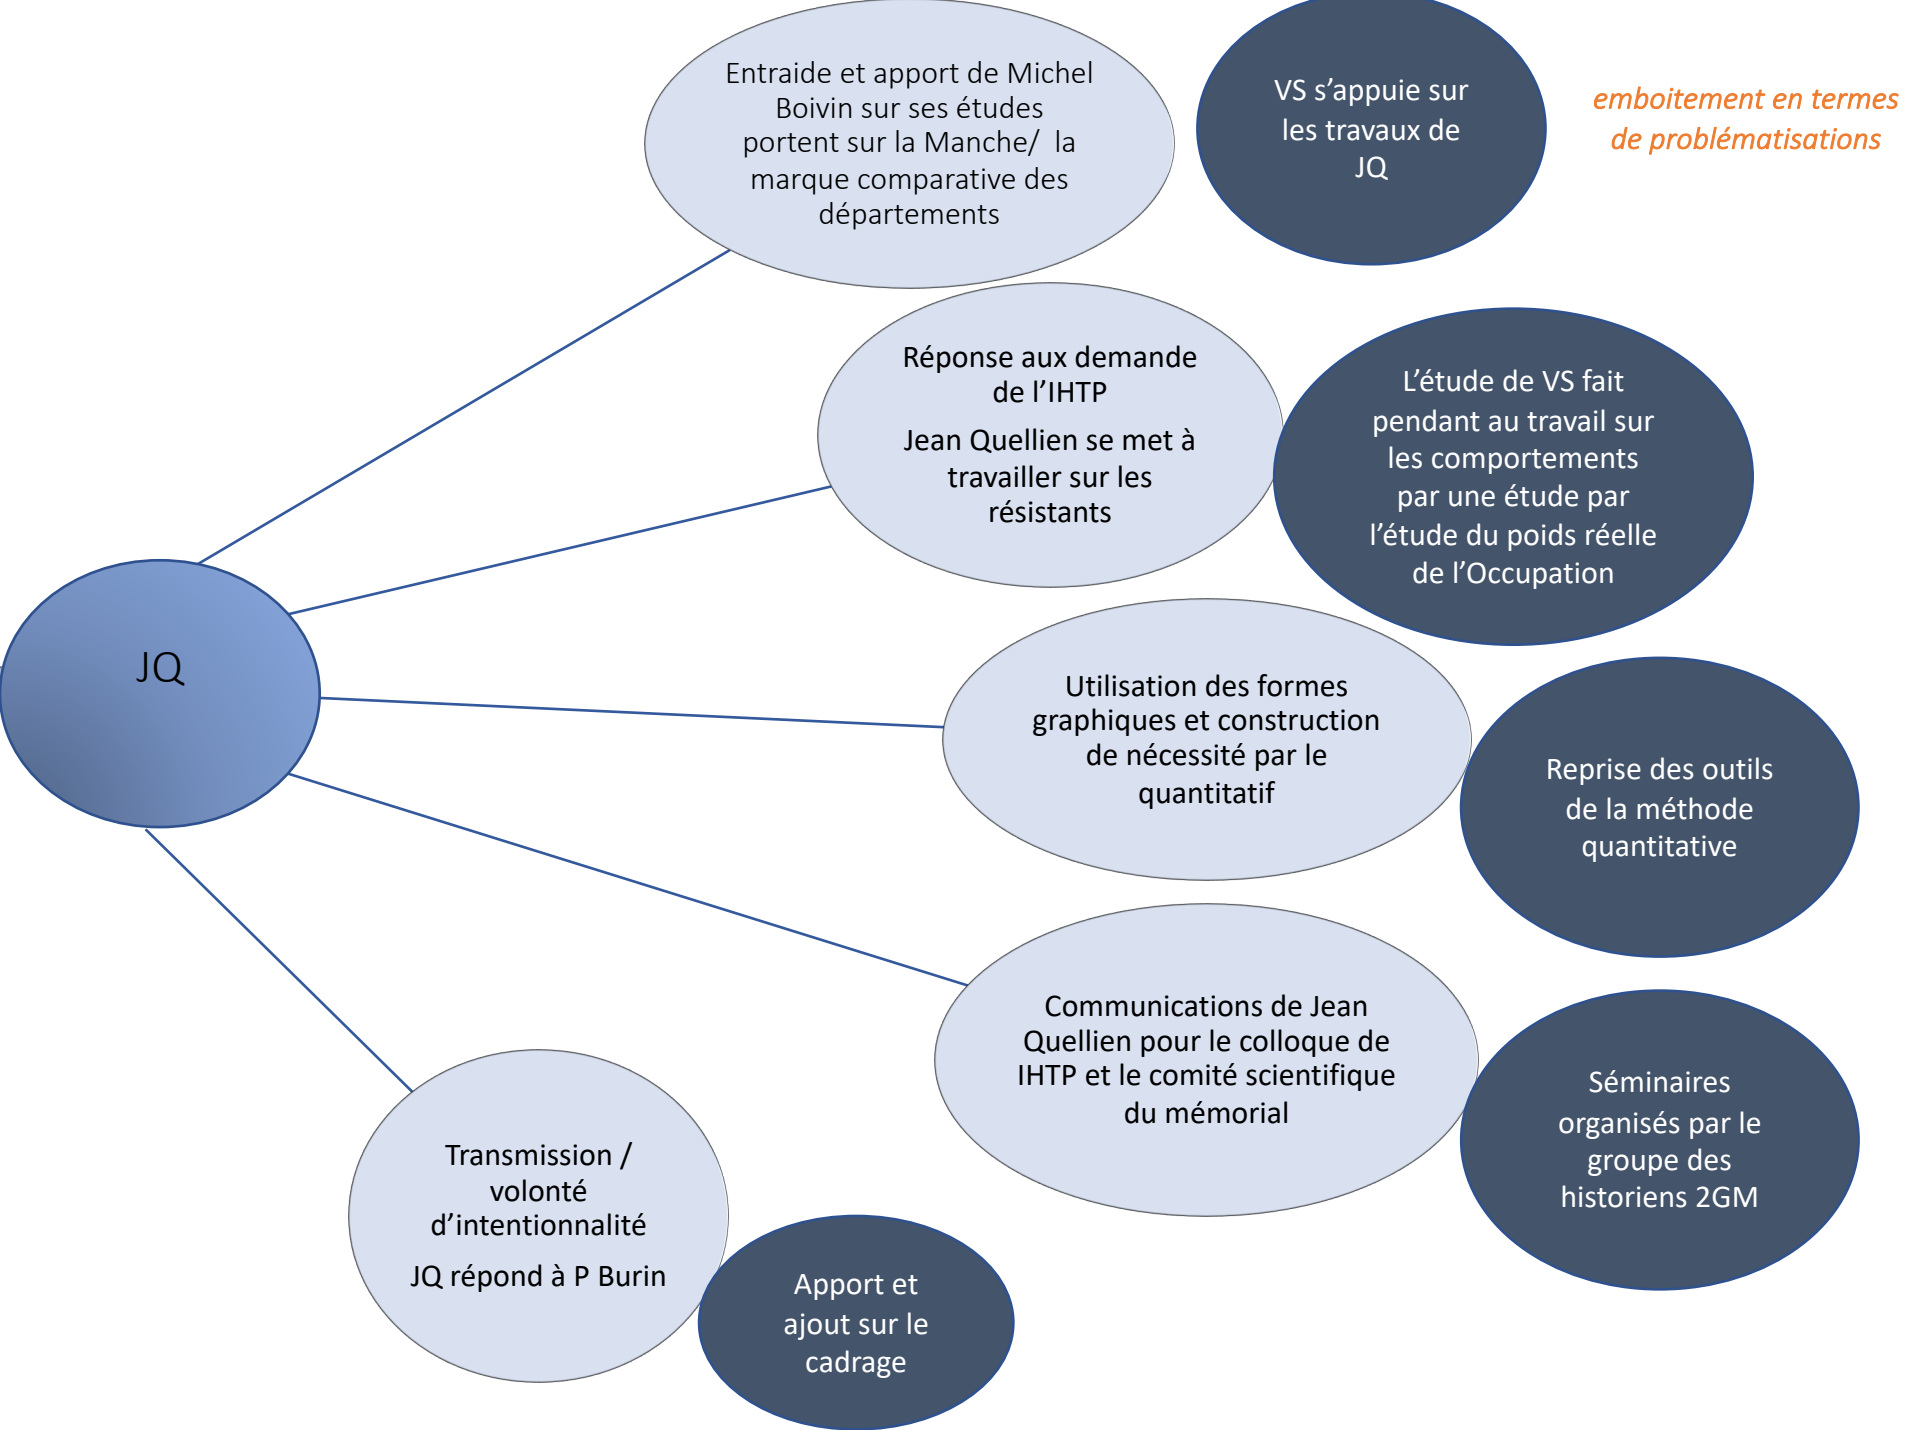 Entraide et apport de Michel
Boivin sur ses études
portent sur la Manche/  la
marque comparative des
départements
VS s’appuie sur
les travaux de
JQ
emboitement en termes
de problématisations
Réponse aux demande
de l’IHTP
Jean Quellien se met à
travailler sur les
résistants
L’étude de VS fait
pendant au travail sur
les comportements
par une étude par
l’étude du poids réelle
de l’Occupation
JQ
Utilisation des formes
graphiques et construction
de nécessité par le
quantitatif
Reprise des outils
de la méthode
quantitative
Communications de Jean
Quellien pour le colloque de
IHTP et le comité scientifique
du mémorial
Séminaires
organisés par le
groupe des
historiens 2GM
Transmission /
volonté
d’intentionnalité
JQ répond à P Burin
Apport et
ajout sur le
cadrage